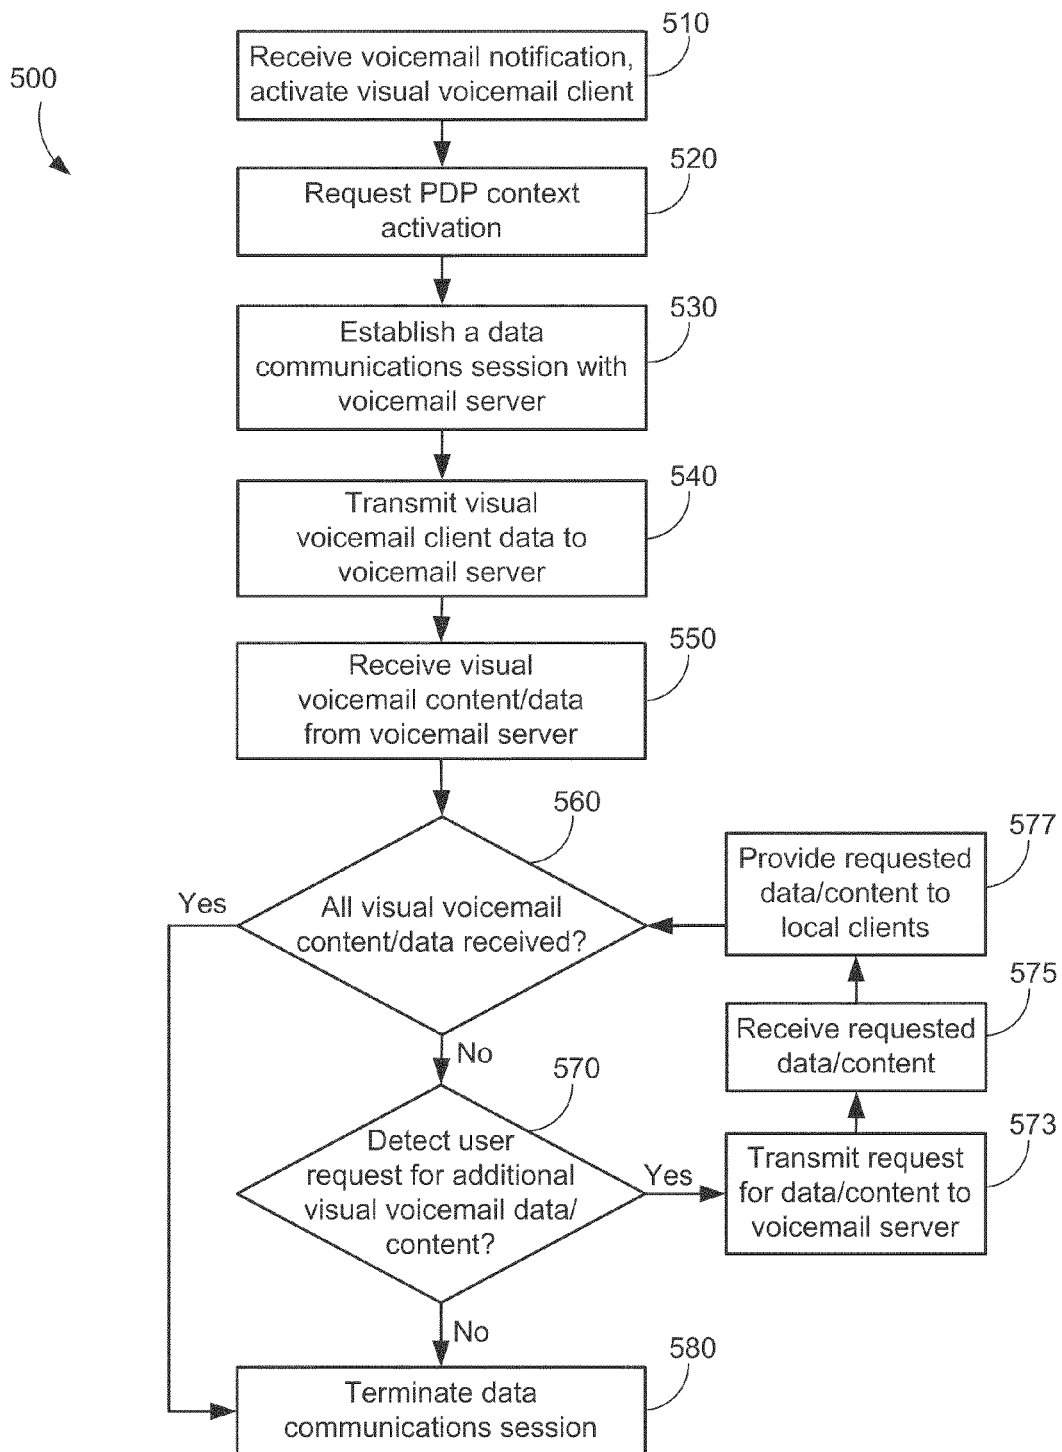 500
510
Receive voicemail notification,
activate visual voicemail client
520
Request PDP context
activation
530
Establish a data
communications session with
voicemail server
540
Transmit visual
voicemail client data to
voicemail server
550
Receive visual
voicemail content/data
from voicemail server
560
All visual voicemail
content/data received?
Yes
No
570
Detect user
request for additional
visual voicemail data/
content?
Yes
No
573
Transmit request
for data/content to
voicemail server
575
Receive requested
data/content
577
Provide requested
data/content to
local clients
580
Terminate data
communications session